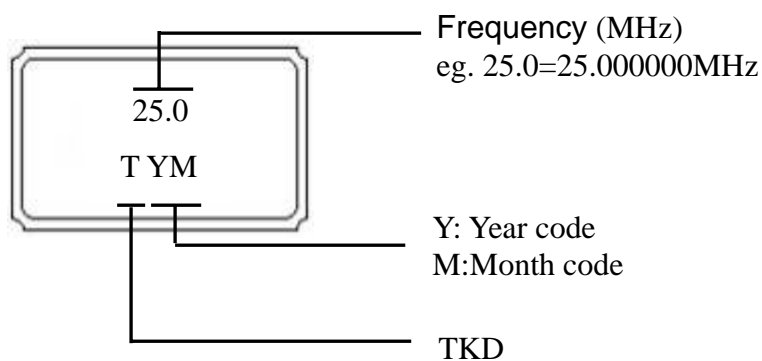 Frequency (MHz)
eg. 25.0=25.000000MHz
25.0
T YM
Y: Year code
M:Month code
TKD